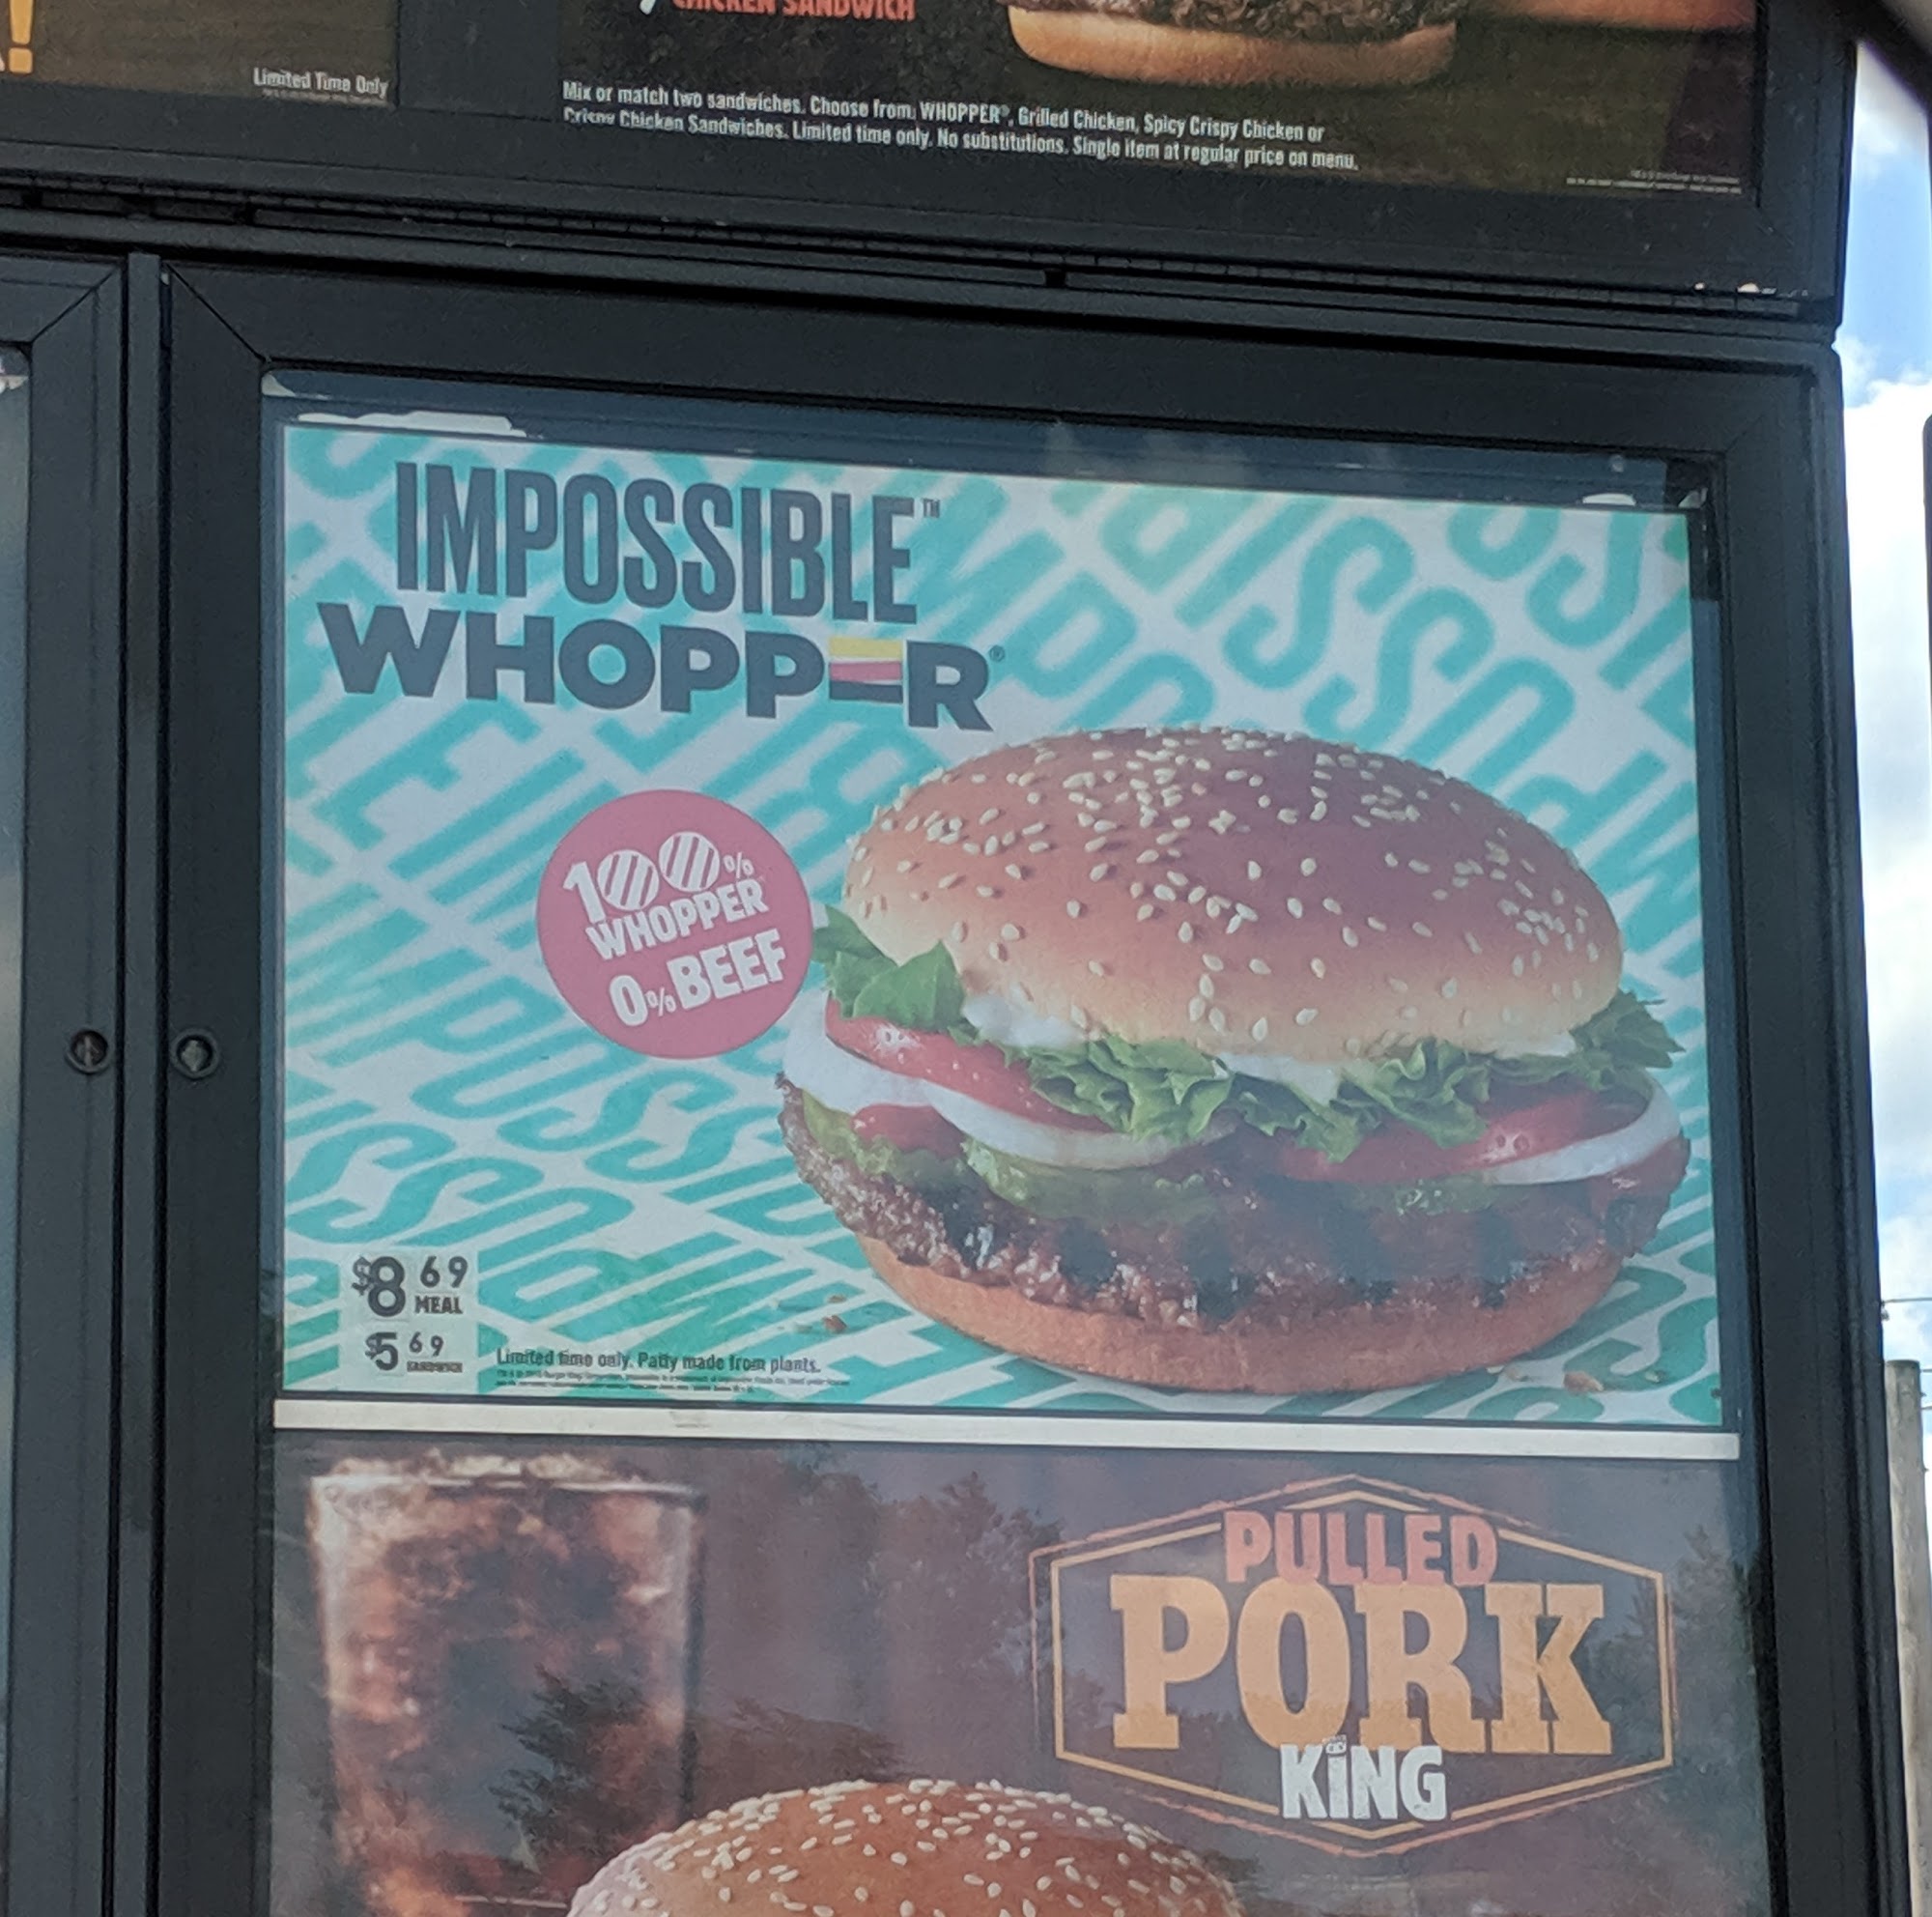 !
Limited Time Only
CHICKEN SANDWICH
Mix or match two sandwiches. Choose from: WHOPPER®, Grilled Chicken, Spicy Crispy Chicken or
Crispy Chicken Sandwiches. Limited time only. No substitutions. Single item at regular price on menu.
IMPOSSIBLE™
WHOPPER®
100%
WHOPPER
0% BEEF
$8 69
MEAL
$5 69
SANDWICH
Limited time only. Patty made from plants.
PULLED
PORK
KING